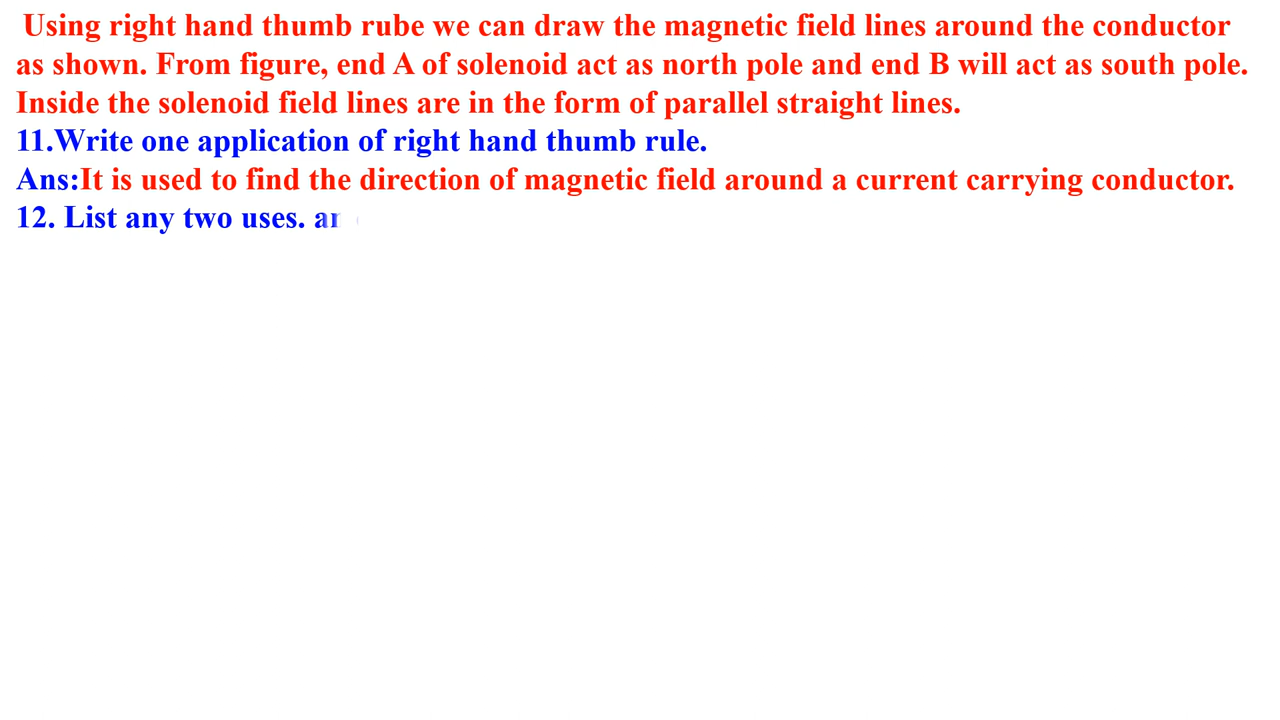 Using right hand thumb rube we can draw the magnetic field lines around the conductor
as shown. From figure, end A of solenoid act as north pole and end B will act as south pole.
Inside the solenoid field lines are in the form of parallel straight lines.
11.Write one application of right hand thumb rule.
Ans:It is used to find the direction of magnetic field around a current carrying conductor.
12. List any two uses.